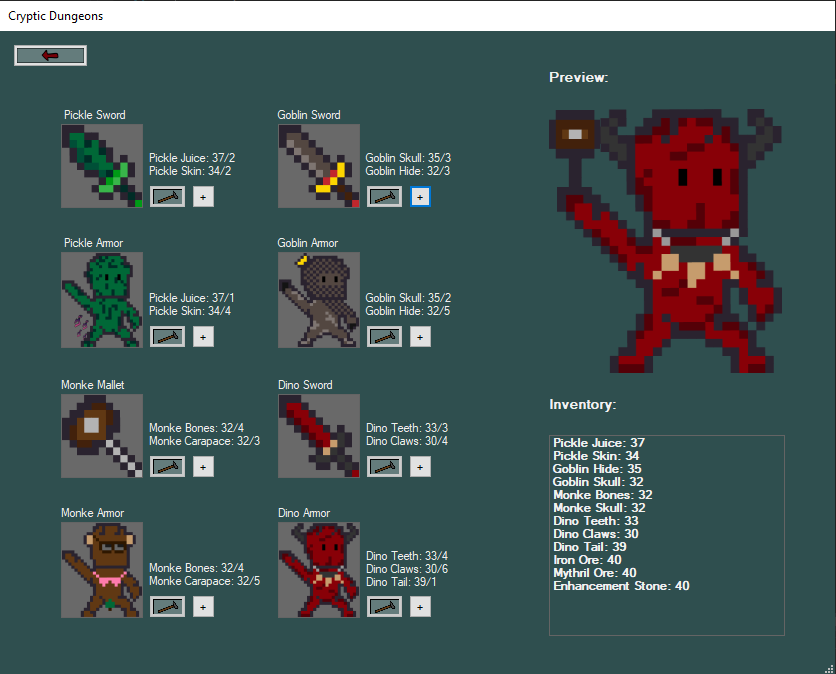 Cryptic Dungeons
Preview:
Pickle Sword
Pickle Juice: 37/2
Pickle Skin: 34/2
+
Goblin Sword
Goblin Skull: 35/3
Goblin Hide: 32/3
+
Pickle Armor
Pickle Juice: 37/1
Pickle Skin: 34/4
+
Goblin Armor
Goblin Skull: 35/2
Goblin Hide: 32/5
+
Monke Mallet
Monke Bones: 32/4
Monke Carapace: 32/3
+
Dino Sword
Dino Teeth: 33/3
Dino Claws: 30/4
+
Monke Armor
Monke Bones: 32/4
Monke Carapace: 32/5
+
Dino Armor
Dino Teeth: 33/4
Dino Claws: 30/6
Dino Tail: 39/1
+
Inventory:
Pickle Juice: 37
Pickle Skin: 34
Goblin Hide: 35
Goblin Skull: 32
Monke Bones: 32
Monke Skull: 32
Dino Teeth: 33
Dino Claws: 30
Dino Tail: 39
Iron Ore: 40
Mythril Ore: 40
Enhancement Stone: 40